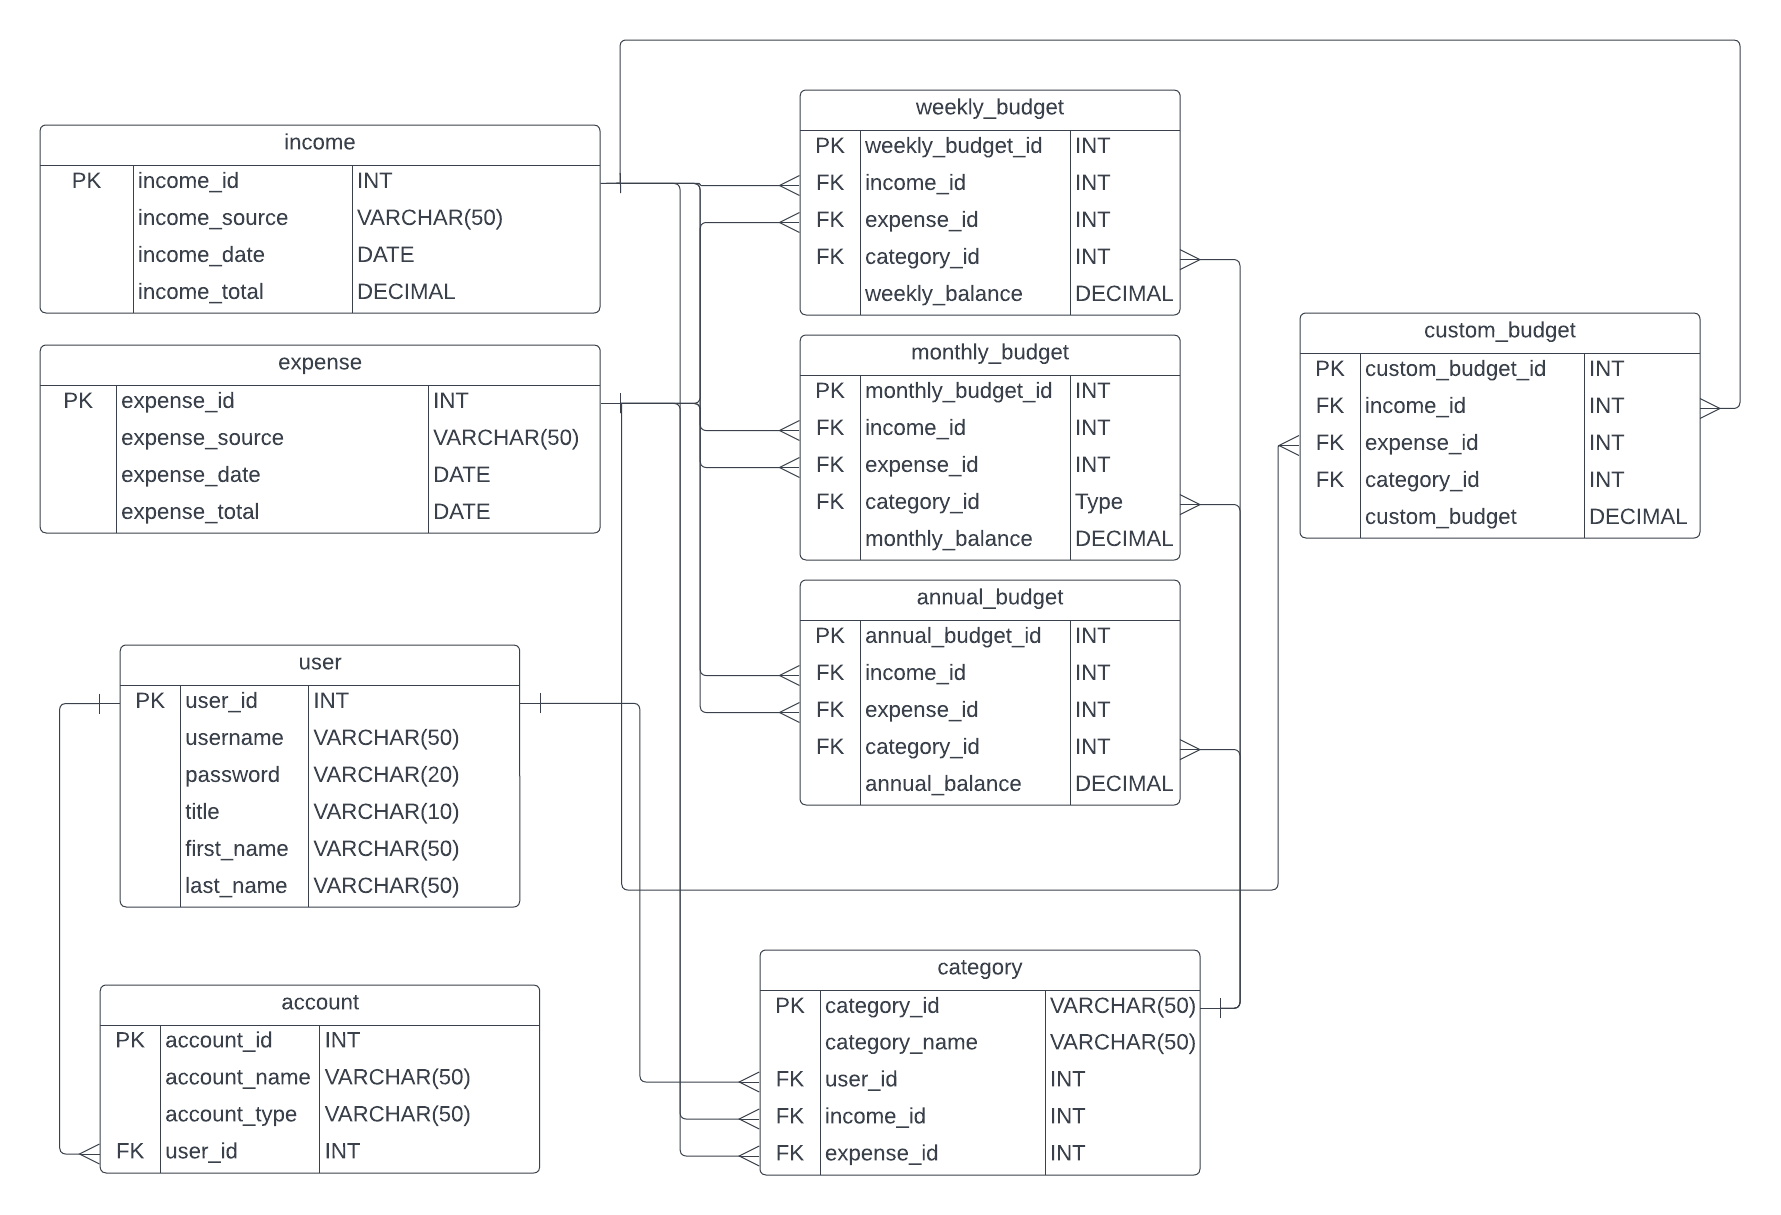 income
PK income_id INT
income_source VARCHAR(50)
income_date DATE
income_total DECIMAL
expense
PK expense_id INT
expense_source VARCHAR(50)
expense_date DATE
expense_total DATE
user
PK user_id INT
username VARCHAR(50)
password VARCHAR(20)
title VARCHAR(10)
first_name VARCHAR(50)
last_name VARCHAR(50)
account
PK account_id INT
account_name VARCHAR(50)
account_type VARCHAR(50)
FK user_id INT
weekly_budget
PK weekly_budget_id INT
FK income_id INT
FK expense_id INT
FK category_id INT
weekly_balance DECIMAL
monthly_budget
PK monthly_budget_id INT
FK income_id INT
FK expense_id INT
FK category_id Type
monthly_balance DECIMAL
annual_budget
PK annual_budget_id INT
FK income_id INT
FK expense_id INT
FK category_id INT
annual_balance DECIMAL
category
PK category_id VARCHAR(50)
category_name VARCHAR(50)
FK user_id INT
FK income_id INT
FK expense_id INT
custom_budget
PK custom_budget_id INT
FK income_id INT
FK expense_id INT
FK category_id INT
custom_budget DECIMAL